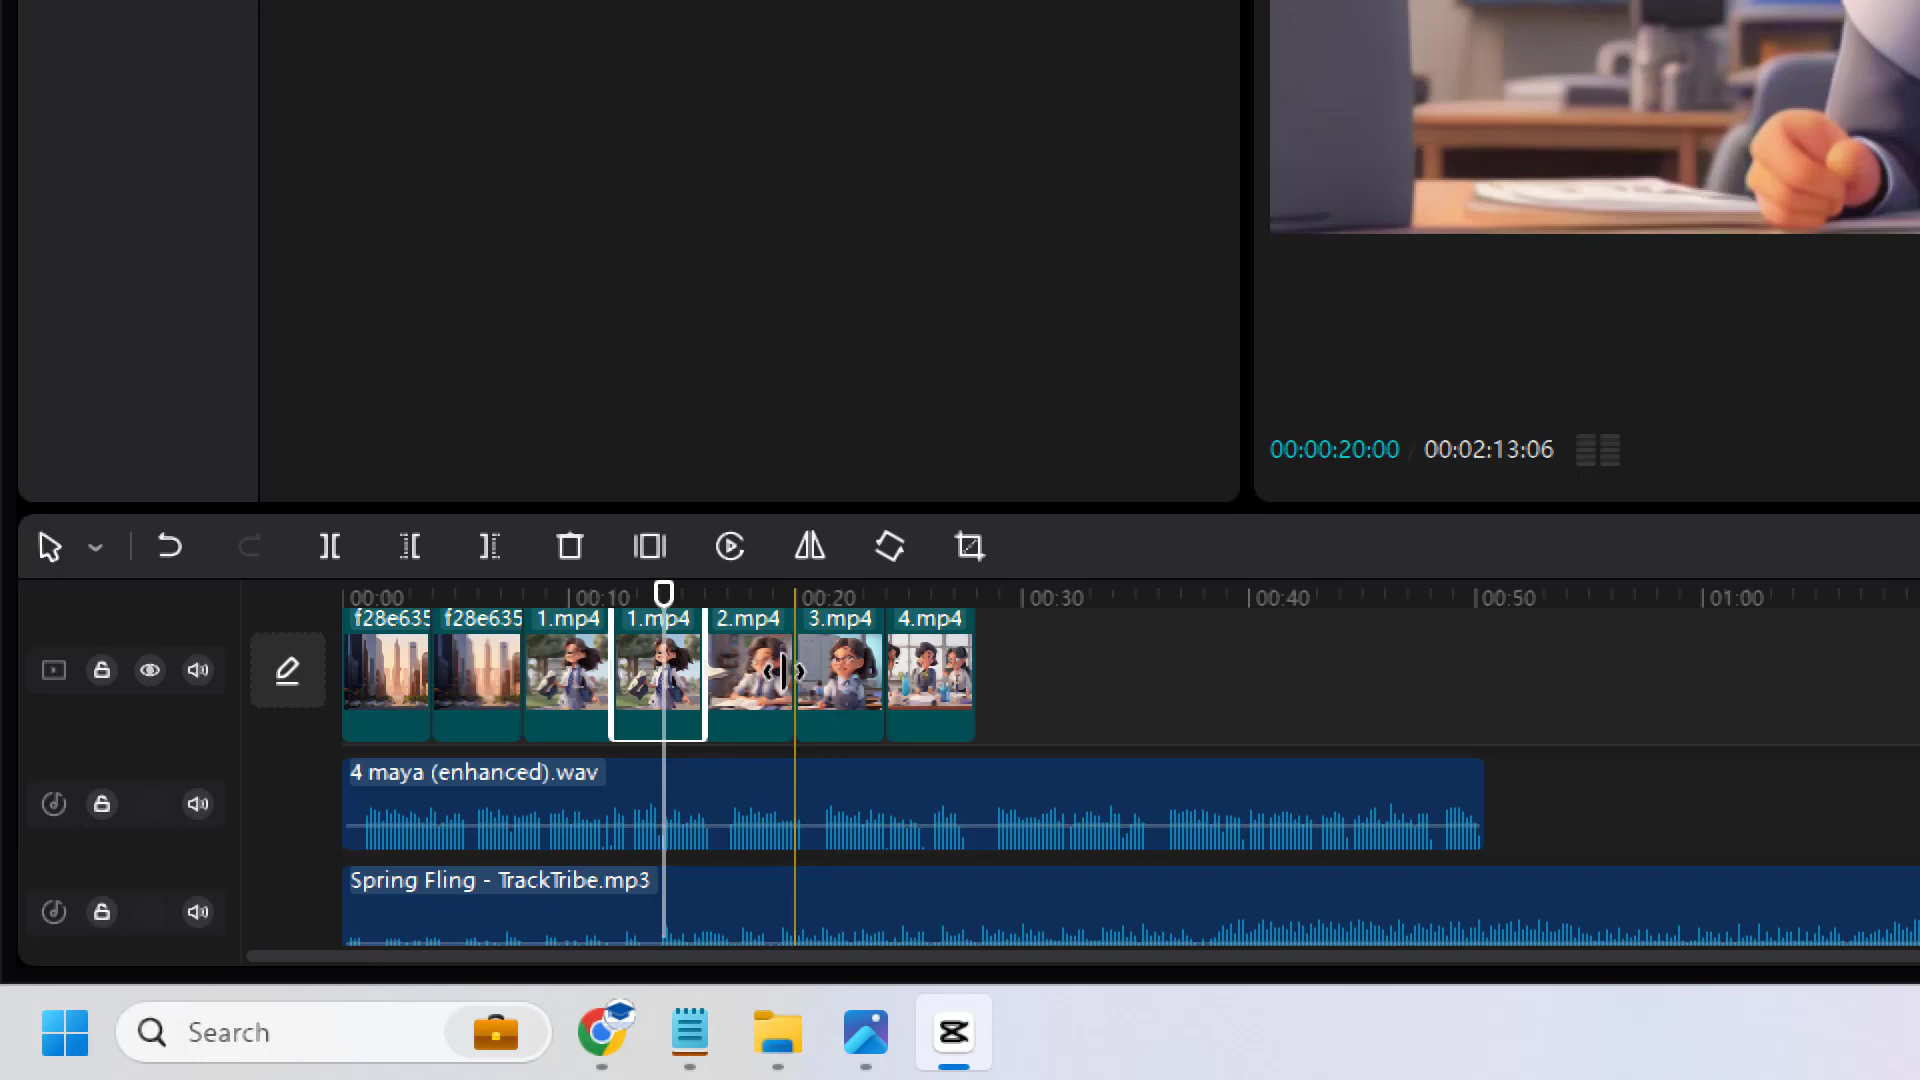 00:00:20:00 / 00:02:13:06
00:00 00:10 00:20 00:30 00:40 00:50 01:00
f28e635 f28e635 1.mp4 1.mp4 2.mp4 3.mp4 4.mp4
4 maya (enhanced).wav
Spring Fling - TrackTribe.mp3
Search